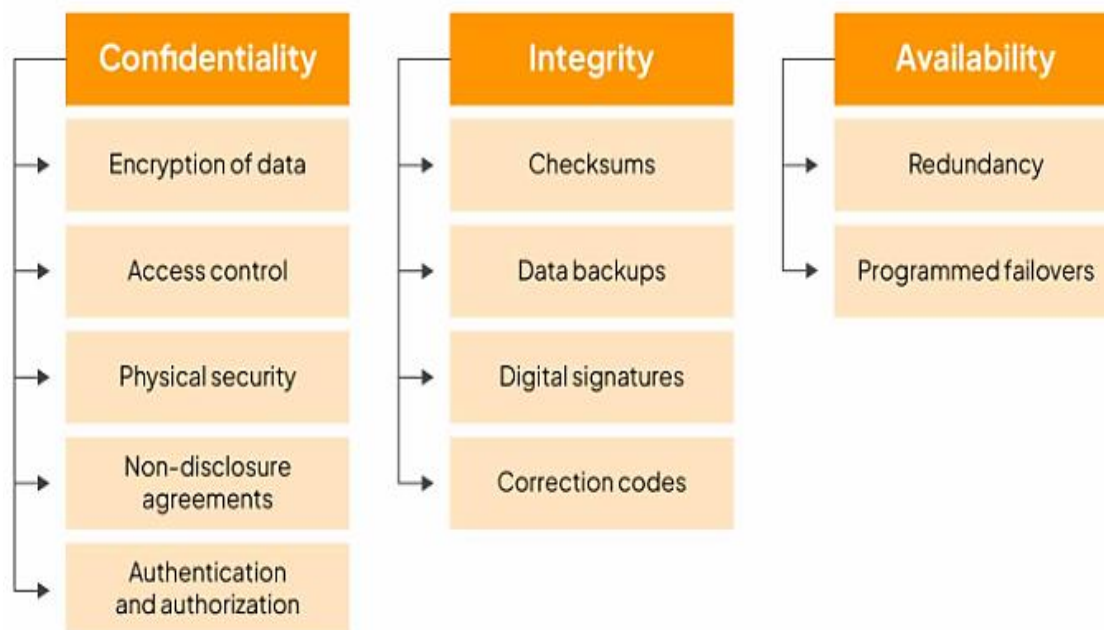 Confidentiality
Encryption of data
Access control
Physical security
Non-disclosure
agreements
Authentication
and authorization
Integrity
Checksums
Data backups
Digital signatures
Correction codes
Availability
Redundancy
Programmed failovers